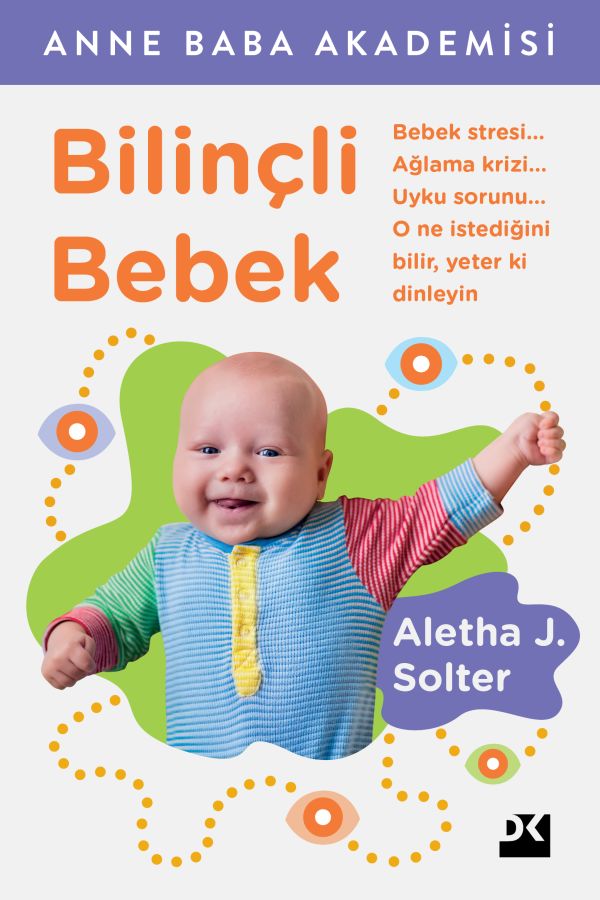 ANNE BABA AKADEMİSİ
Bilinçli
Bebek
Bebek stresi...
Ağlama krizi...
Uyku sorunu...
O ne istediğini
bilir, yeter ki
dinleyin
Aletha J.
Solter
DK